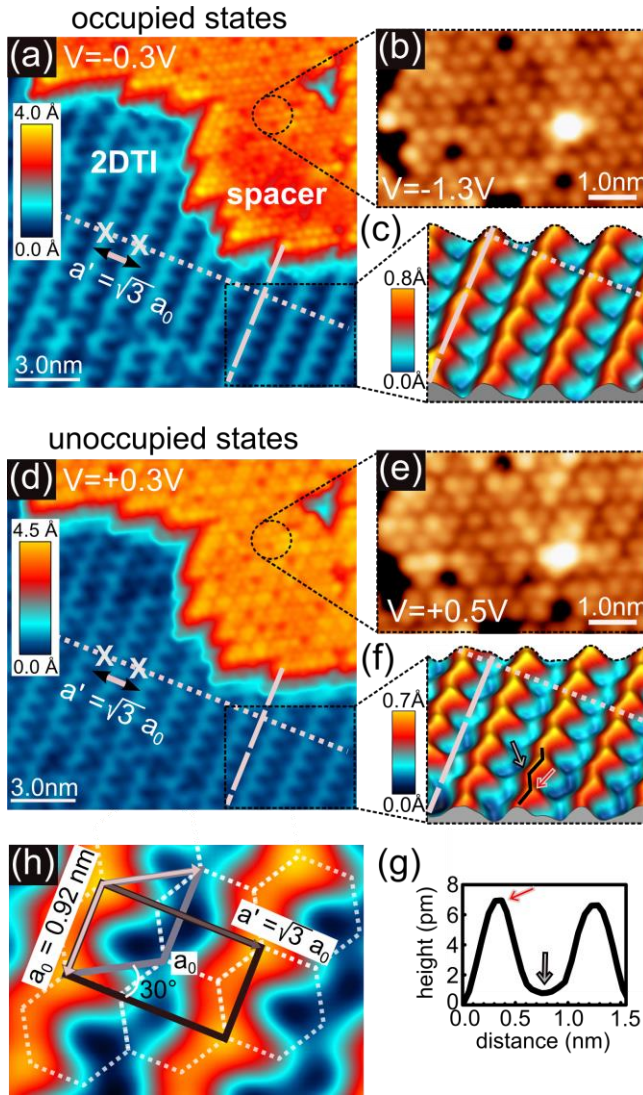 occupied states
(a) V=-0.3V
4.0 Å
0.0 Å
2DTI
spacer
X X
a' =√3 a₀
3.0nm
(b)
V=-1.3V
1.0nm
(c)
0.8Å
0.0Å
unoccupied states
(d) V=+0.3V
4.5 Å
0.0 Å
X X
a' =√3 a₀
3.0nm
(e)
V=+0.5V
1.0nm
(f)
0.7Å
0.0Å
(h)
a₀ = 0.92 nm
a' =√3 a₀
a₀
30°
(g)
height (pm)
8
6
4
2
0
0.0 0.5 1.0 1.5
distance (nm)